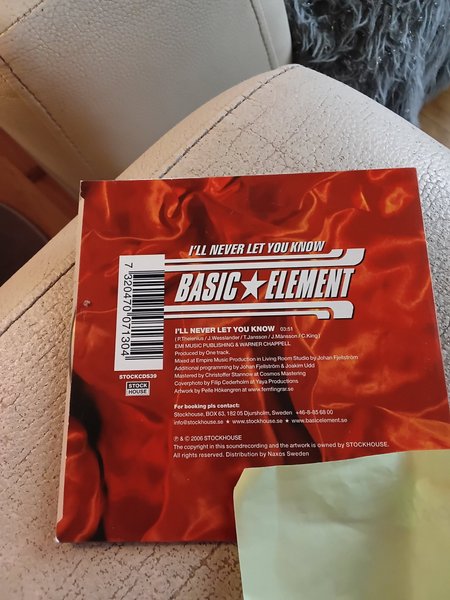 I'LL NEVER LET YOU KNOW
BASIC★ELEMENT
7 320470 071304
STOCKCDS39
STOCK
HOUSE
I'LL NEVER LET YOU KNOW 03:51
( P.Thelenius / J.Wesslander / T.Jansson / J.Månsson / C.King )
EMI MUSIC PUBLISHING & WARNER CHAPPELL
Produced by One track.
Mixed at Empire Music Production in Living Room Studio by Johan Fjellström
Additional programming by Johan Fjellström & Joakim Udd
Mastered by Christoffer Stannow at Cosmos Mastering
Coverphoto by Filip Cederholm at Yaya Productions
Artwork by Pelle Hökengren at www.femfingrar.se
For booking pls contact:
Stockhouse, BOX 63, 182 05 Djursholm, Sweden +46-8-85 68 00
info@stockhouse.se ★ www.stockhouse.se ★ www.basicelement.se
℗ & © 2006 STOCKHOUSE
The copyright in this soundrecording and the artwork is owned by STOCKHOUSE.
All rights reserved. Distribution by Naxos Sweden